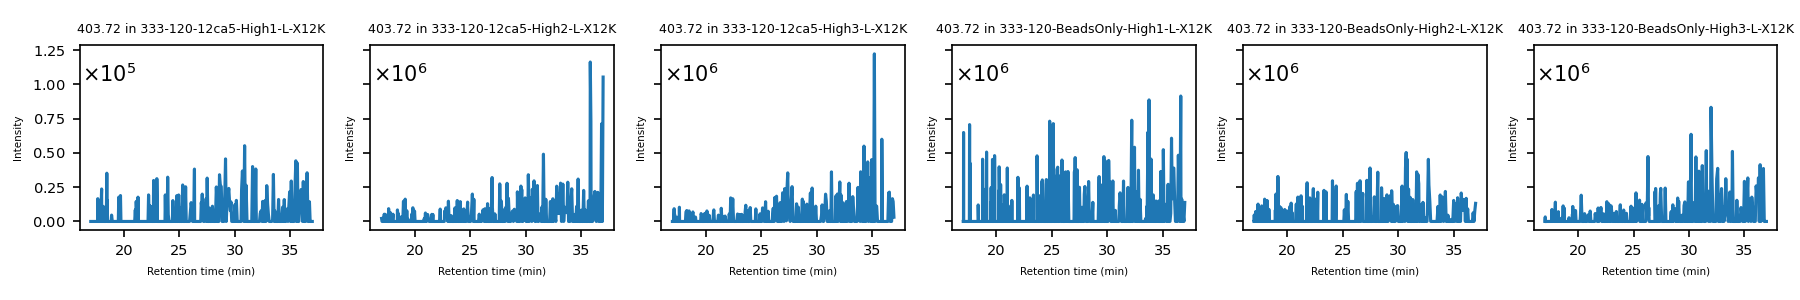 403.72 in 333-120-12ca5-High1-L-X12K
403.72 in 333-120-12ca5-High2-L-X12K
403.72 in 333-120-12ca5-High3-L-X12K
403.72 in 333-120-BeadsOnly-High1-L-X12K
403.72 in 333-120-BeadsOnly-High2-L-X12K
403.72 in 333-120-BeadsOnly-High3-L-X12K
1.25
1.00
0.75
0.50
0.25
0.00
×10⁵
×10⁶
×10⁶
×10⁶
×10⁶
×10⁶
Intensity
Intensity
Intensity
Intensity
Intensity
Intensity
20 25 30 35
20 25 30 35
20 25 30 35
20 25 30 35
20 25 30 35
20 25 30 35
Retention time (min)
Retention time (min)
Retention time (min)
Retention time (min)
Retention time (min)
Retention time (min)